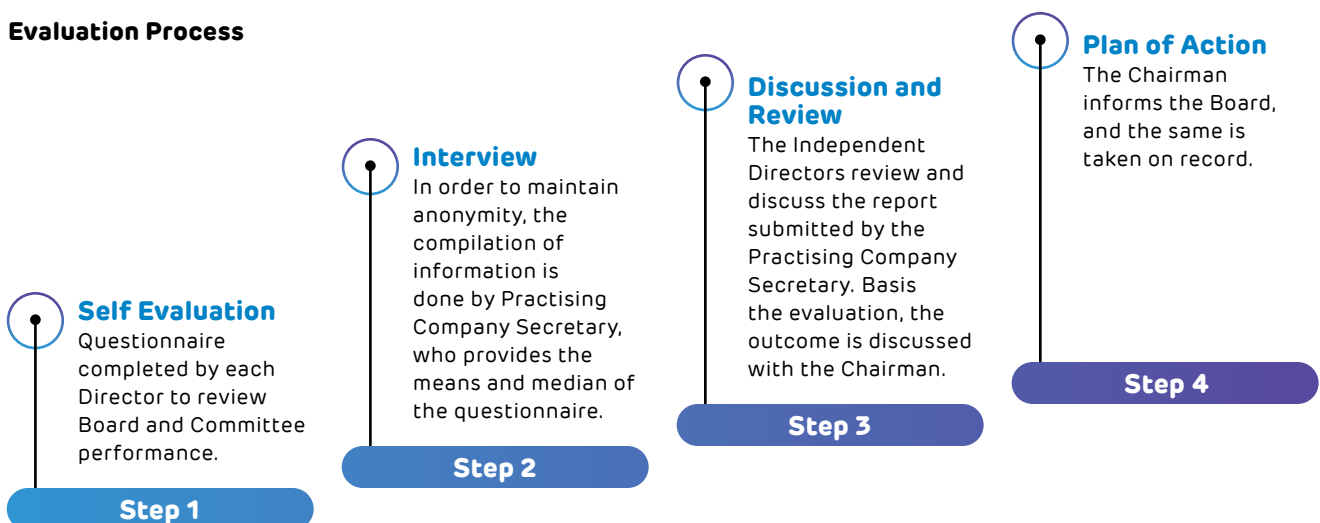 Evaluation Process
Self Evaluation
Questionnaire
completed by each
Director to review
Board and Committee
performance.
Step 1
Interview
In order to maintain
anonymity, the
compilation of
information is
done by Practising
Company Secretary,
who provides the
means and median of
the questionnaire.
Step 2
Discussion and
Review
The Independent
Directors review and
discuss the report
submitted by the
Practising Company
Secretary. Basis
the evaluation, the
outcome is discussed
with the Chairman.
Step 3
Plan of Action
The Chairman
informs the Board,
and the same is
taken on record.
Step 4